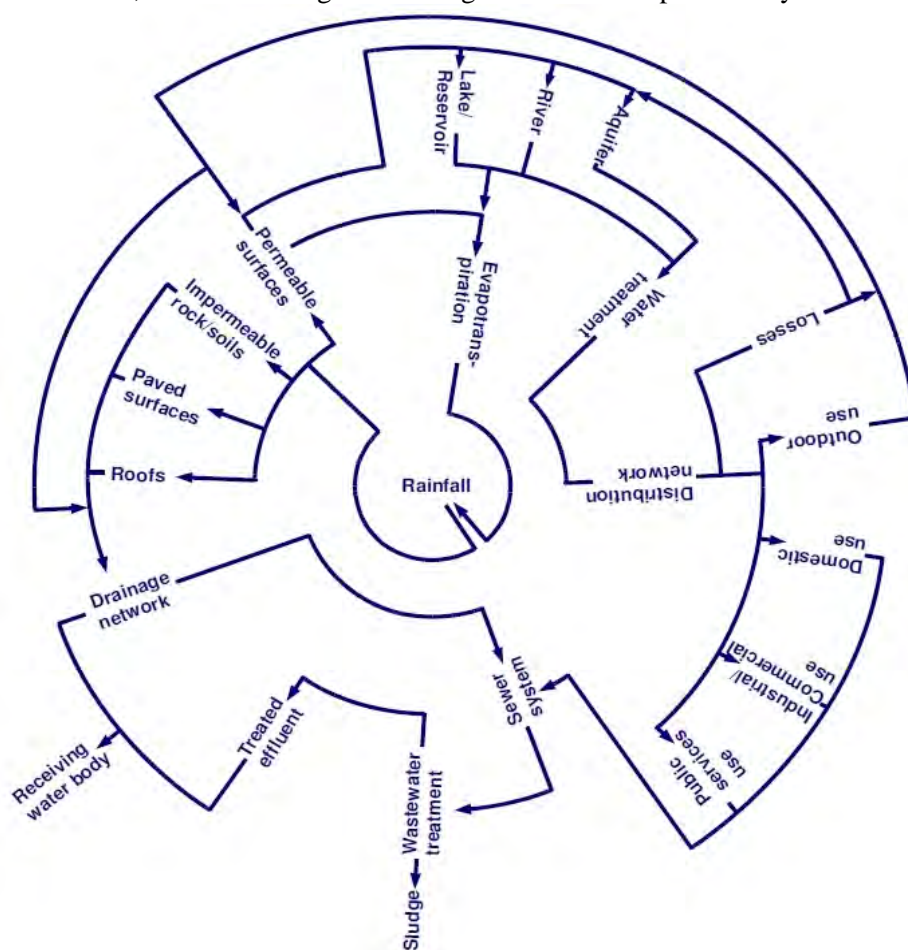 Lake/
Reservoir
River
Aquifer
Permeable
surfaces
Evapotrans-
piration
Water
treatment
Losses
Impermeable
rock/soils
Paved
surfaces
Roofs
Rainfall
Distribution
network
Outdoor
use
Domestic
use
Industrial/
Commercial
use
Public
services
use
Drainage
network
Sewer
system
Treated
effluent
Receiving
water body
Wastewater
treatment
Sludge